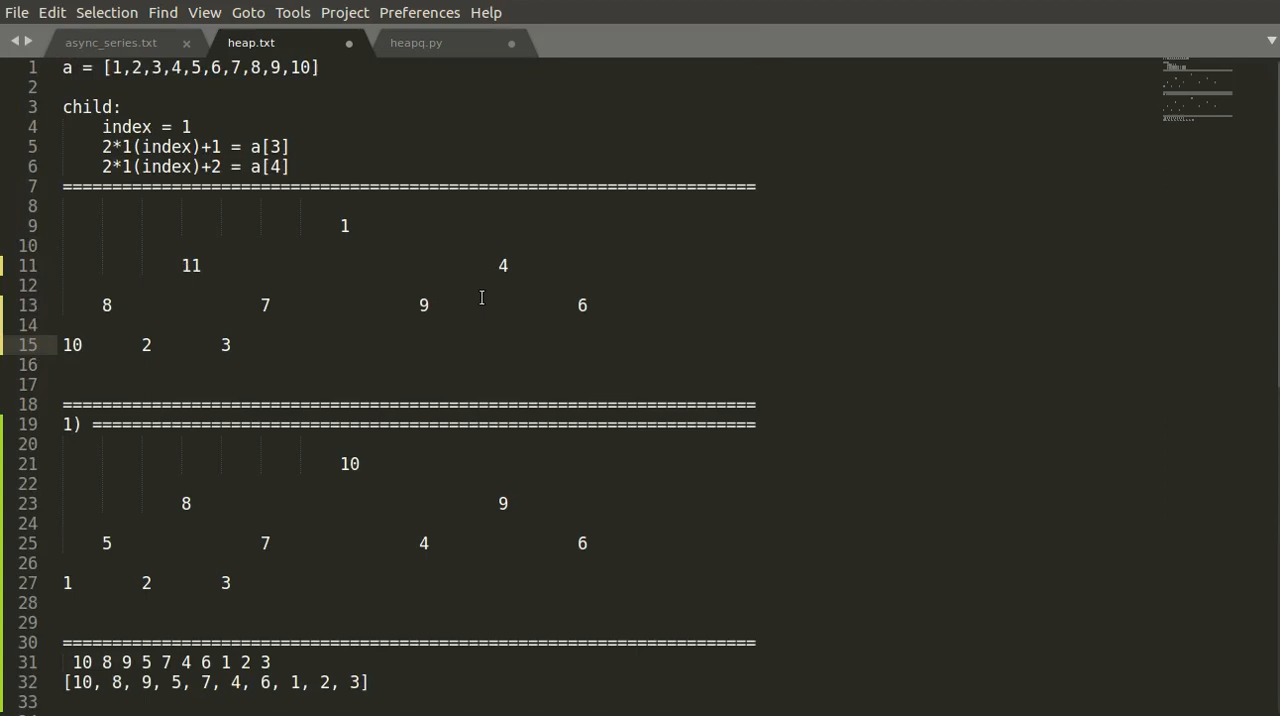 File Edit Selection Find View Goto Tools Project Preferences Help
async_series.txt × heap.txt heapq.py
1 a = [1,2,3,4,5,6,7,8,9,10]
2
3 child:
4 index = 1
5 2*1(index)+1 = a[3]
6 2*1(index)+2 = a[4]
7 ======================================================================
8
9 1
10
11 11 4
12
13 8 7 9 6
14
15 10 2 3
16
17
18 ======================================================================
19 1) ===================================================================
20
21 10
22
23 8 9
24
25 5 7 4 6
26
27 1 2 3
28
29
30 ======================================================================
31 10 8 9 5 7 4 6 1 2 3
32 [10, 8, 9, 5, 7, 4, 6, 1, 2, 3]
33